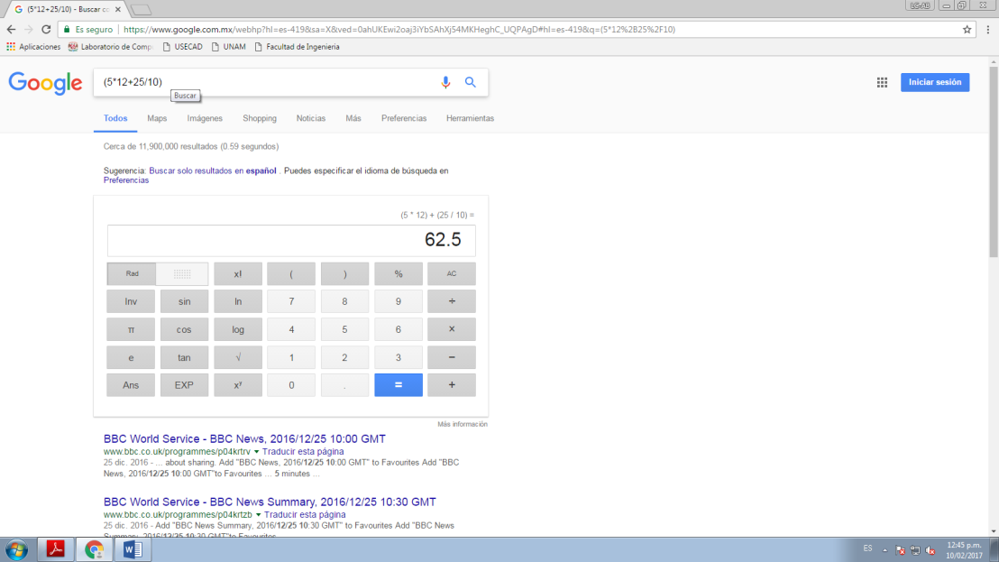 (5*12+25/10) - Buscar co
LC-AB
Es seguro
https://www.google.com.mx/webhp?hl=es-419&sa=X&ved=0ahUKEwi2oaj3iYbSAhXj54MKHeghC_UQPAgD#hl=es-419&q=(5*12%2B25%2F10)
Aplicaciones Laboratorio de Comp USECAD UNAM Facultad de Ingenieria
Google
(5*12+25/10)
Iniciar sesión
Buscar
Todos Maps Imágenes Shopping Noticias Más Preferencias Herramientas
Cerca de 11,900,000 resultados (0.59 segundos)
Sugerencia: Buscar solo resultados en español . Puedes especificar el idioma de búsqueda en
Preferencias
(5 * 12) + (25 / 10) =
62.5
Rad x! ( ) % AC
Inv sin ln 7 8 9 ÷
π cos log 4 5 6 ×
e tan √ 1 2 3 −
Ans EXP xʸ 0 . = +
Más información
BBC World Service - BBC News, 2016/12/25 10:00 GMT
www.bbc.co.uk/programmes/p04krtrv ▼ Traducir esta página
25 dic. 2016 - ... about sharing. Add "BBC News, 2016/12/25 10:00 GMT" to Favourites Add "BBC
News, 2016/12/25 10:00 GMT"to Favourites ... 5 minutes ...
BBC World Service - BBC News Summary, 2016/12/25 10:30 GMT
www.bbc.co.uk/programmes/p04krtzb ▼ Traducir esta página
25 dic. 2016 - Add "BBC News Summary, 2016/12/25 10:30 GMT" to Favourites Add "BBC News
Summary, 2016/12/25 10:30 GMT"to Favourites
ES
12:45 p.m.
10/02/2017